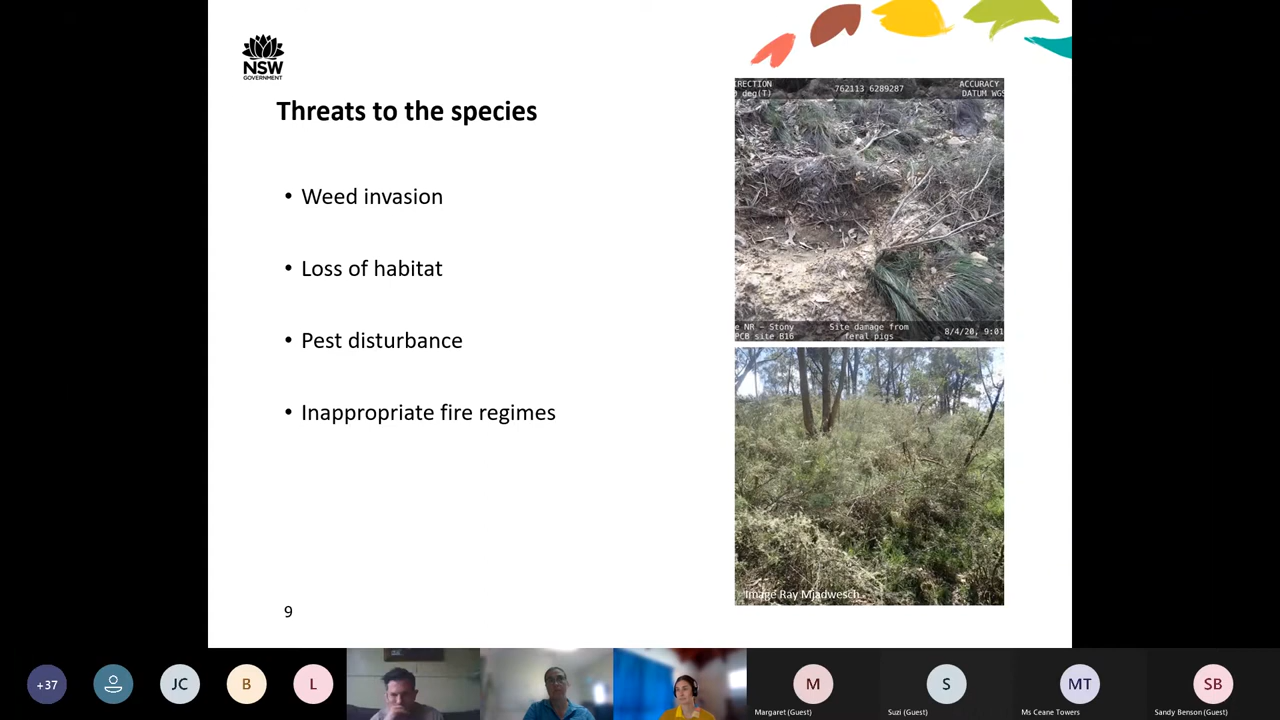 NSW
GOVERNMENT
Threats to the species
• Weed invasion
• Loss of habitat
• Pest disturbance
• Inappropriate fire regimes
9
IRECTION
deg(T)
762113 6289287
ACCURACY
DATUM WGS
e NR – Stony
PCB site B16
Site damage from
feral pigs
8/4/20, 9:01
Image Ray Mjadwesch
+37
JC
B
L
M
Margaret (Guest)
S
Suzi (Guest)
MT
Ms Ceane Towers
SB
Sandy Benson (Guest)